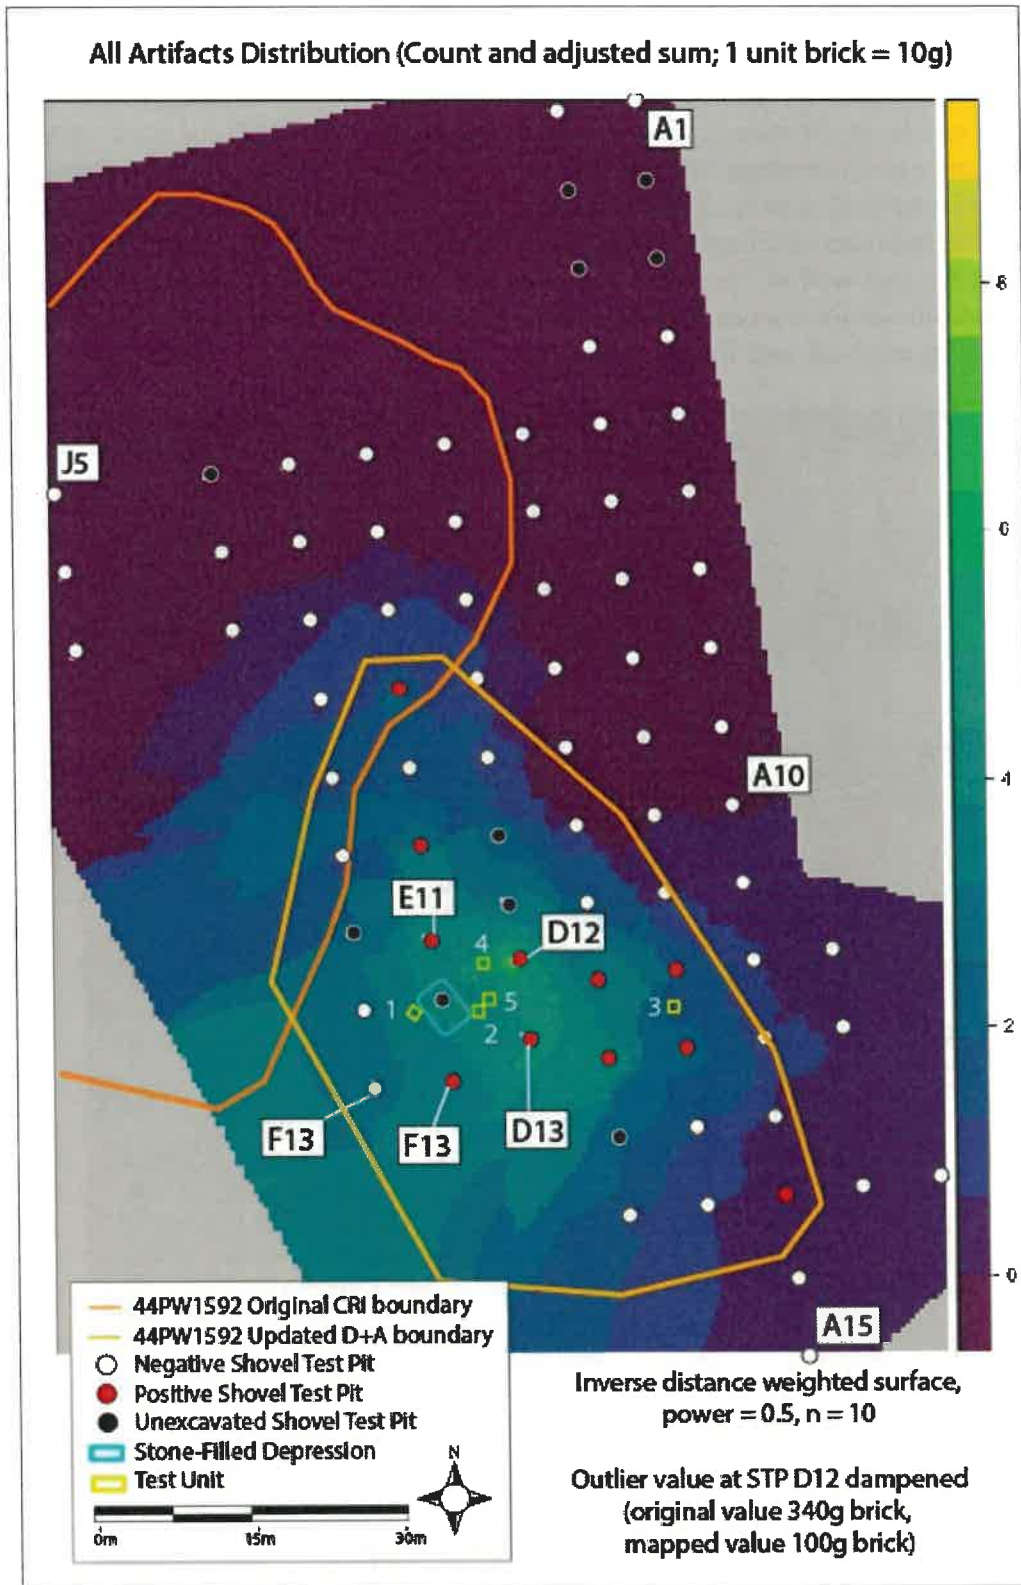 All Artifacts Distribution (Count and adjusted sum; 1 unit brick = 10g)
A1
8
J5
6
A10
4
E11
D12
4
1
5
3
2
2
F13
F13
D13
0
A15
44PW1592 Original CRI boundary
44PW1592 Updated D+A boundary
Negative Shovel Test Pit
Positive Shovel Test Pit
Unexcavated Shovel Test Pit
Stone-Filled Depression
Test Unit
N
0m 15m 30m
Inverse distance weighted surface,
power = 0.5, n = 10
Outlier value at STP D12 dampened
(original value 340g brick,
mapped value 100g brick)